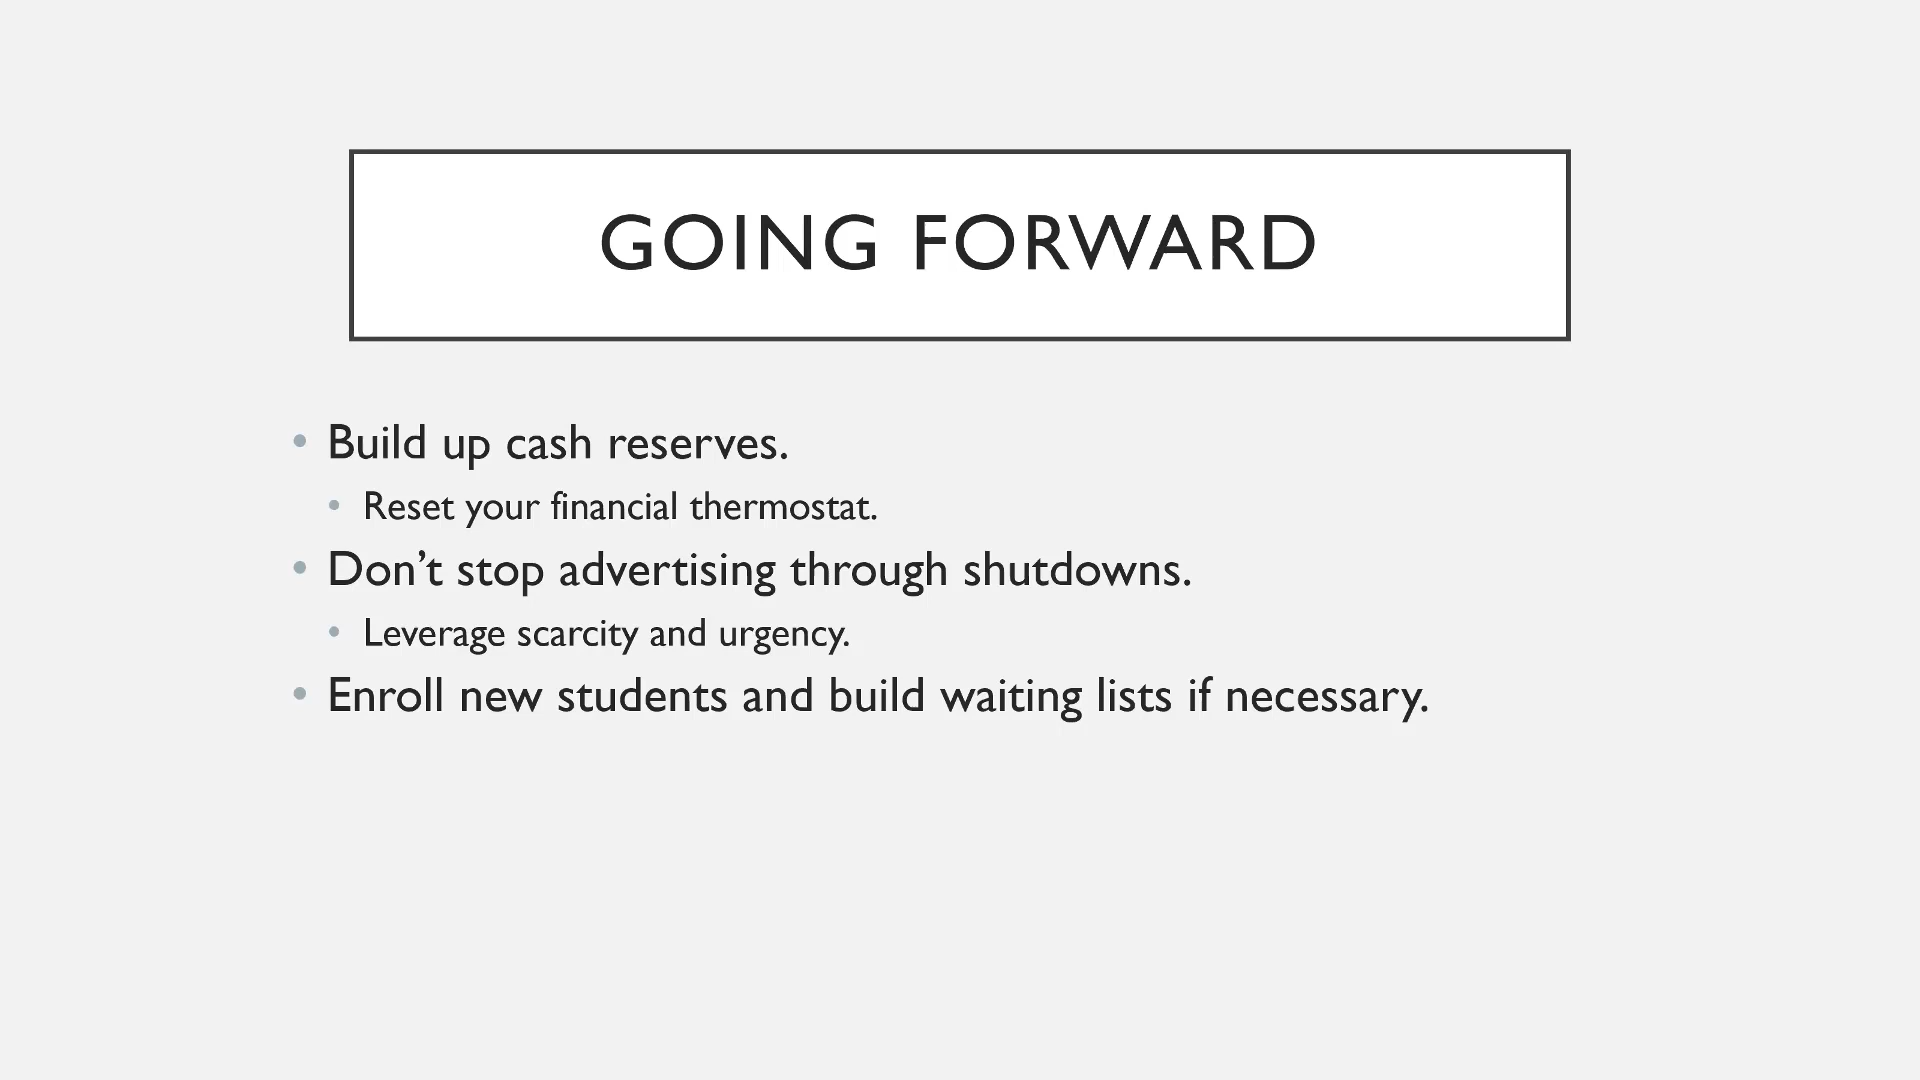 GOING FORWARD
• Build up cash reserves.
• Reset your financial thermostat.
• Don’t stop advertising through shutdowns.
• Leverage scarcity and urgency.
• Enroll new students and build waiting lists if necessary.